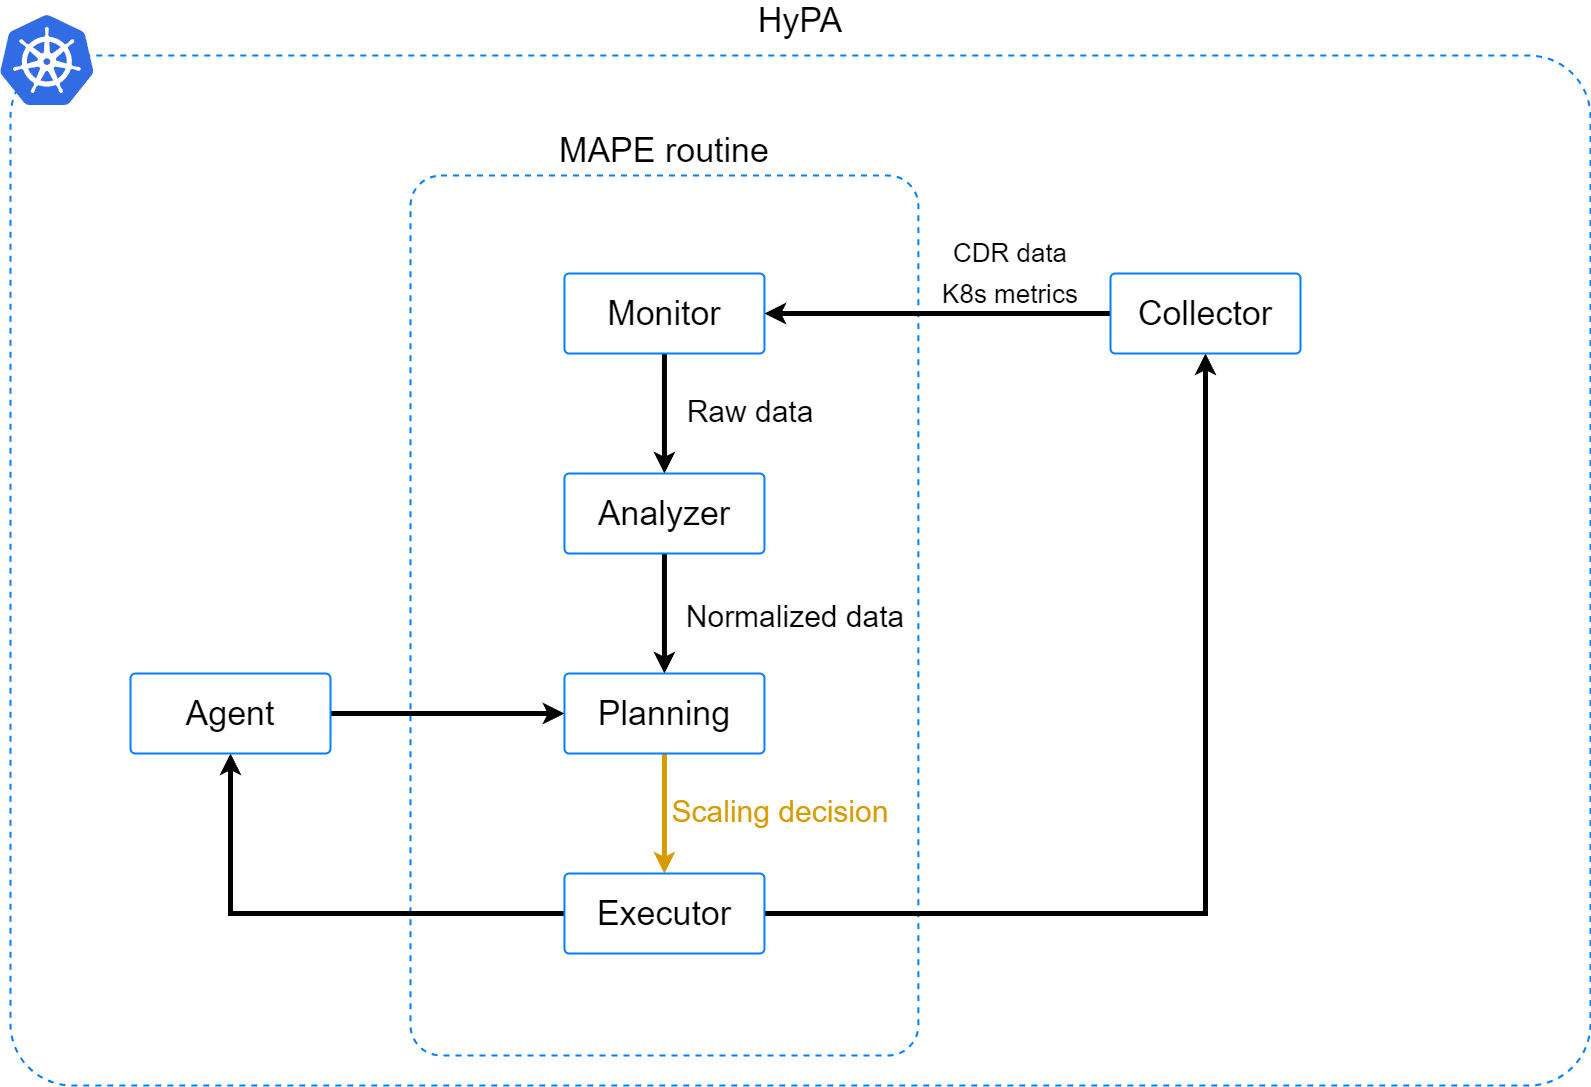 HyPA
MAPE routine
CDR data
K8s metrics
Monitor
Collector
Raw data
Analyzer
Normalized data
Agent
Planning
Scaling decision
Executor